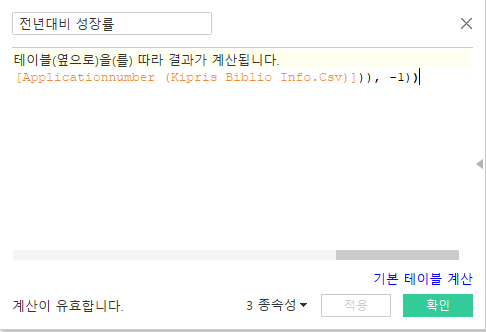 전년대비 성장률
테이블(옆으로)을(를) 따라 결과가 계산됩니다.
[Applicationnumber (Kipris Biblio Info.Csv)])), -1))
기본 테이블 계산
계산이 유효합니다.
3 종속성
적용
확인